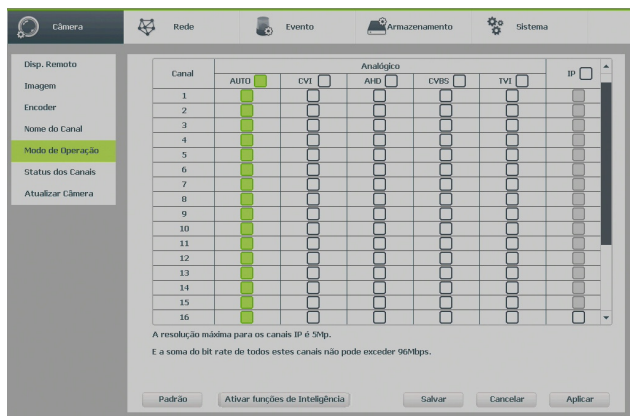 Câmera Rede Evento Armazenamento Sistema
Disp. Remoto
Imagem
Encoder
Nome do Canal
Modo de Operação
Status dos Canais
Atualizar Câmera
Canal Analógico IP
AUTO CVI AHD CVBS TVI
1
2
3
4
5
6
7
8
9
10
11
12
13
14
15
16
A resolução máxima para os canais IP é 5Mp.
E a soma do bit rate de todos estes canais não pode exceder 96Mbps.
Padrão Ativar funções de Inteligência Salvar Cancelar Aplicar